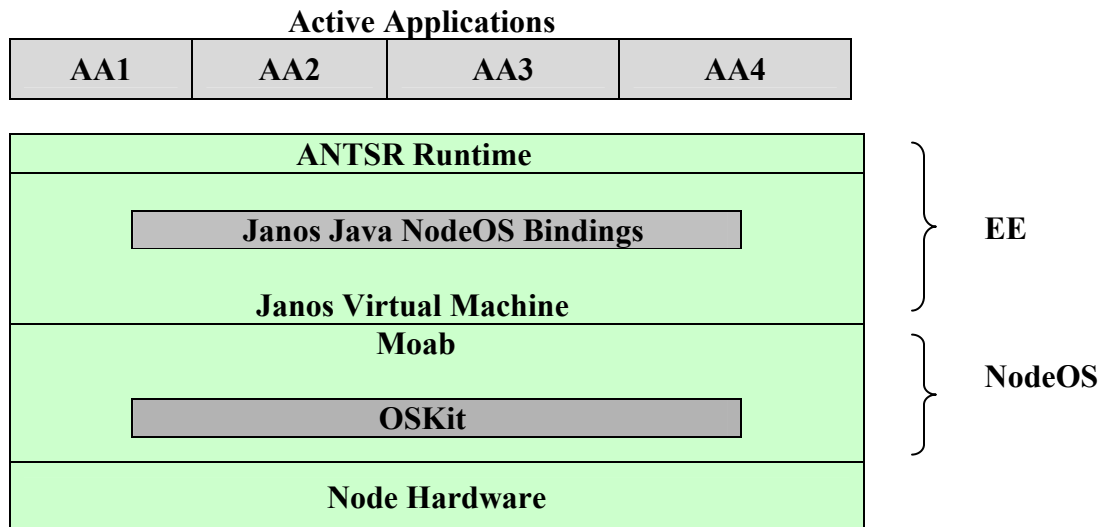 Active Applications
AA1 AA2 AA3 AA4
ANTSR Runtime
Janos Java NodeOS Bindings
EE
Janos Virtual Machine
Moab
NodeOS
OSKit
Node Hardware